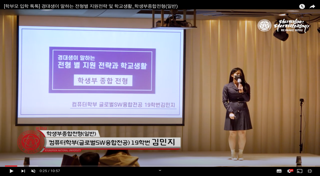 [학부모 입학 톡톡] 경대생이 말하는 전형별 지원전략 및 학교생활_학생부종합전형(일반)
경대생이 말하는
전형 별 지원 전략과 학교생활
학생부 종합 전형
컴퓨터학부 (글로벌SW융합전공) 19학번김민지
학생부종합전형(일반)
컴퓨터학부(글로벌SW융합전공) 19학번 김민지